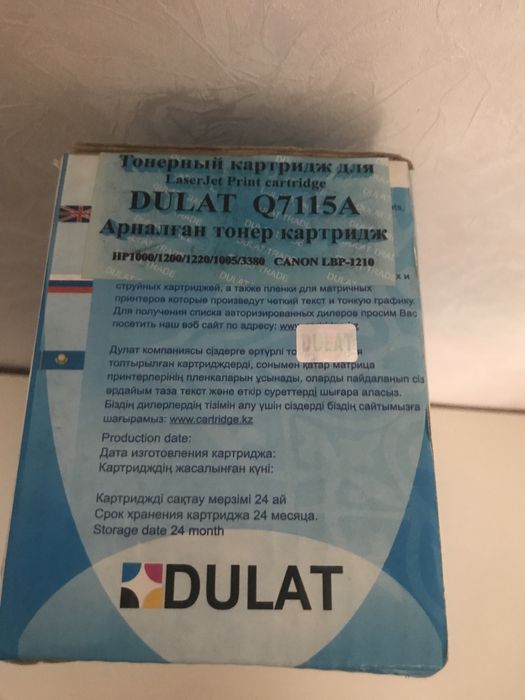 Тонерный картридж для
LaserJet Print cartridge
DULAT Q7115A
Арналған тонер картридж
HP1000/1200/1220/1005/3380 CANON LBP-1210
струйных картриджей, а также пленки для матричных
принтеров которые произведут четкий текст и тонкую графику.
Для получения списка авторизированных дилеров просим Вас
посетить наш вэб сайт по адресу:
DULAT
Дулат компаниясы сіздерге әртүрлі
толтырылган картридждерді, сонымен қатар матрица
принтерлерінің пленкаларын усынады, оларды пайдаланып сіз
әрдайым таза текст және өткір суреттерді шығара аласыз.
Біздің дилерлердің тізімін алу үшін сіздерді біздің сайтымызға
шағырамыз: www.cartridge.kz
Production date:
Дата изготовления картриджа:
Картридждің жасалынған күні:
Картриджді сақтау мерзімі 24 ай
Срок хранения картриджа 24 месяца.
Storage date 24 month
DULAT